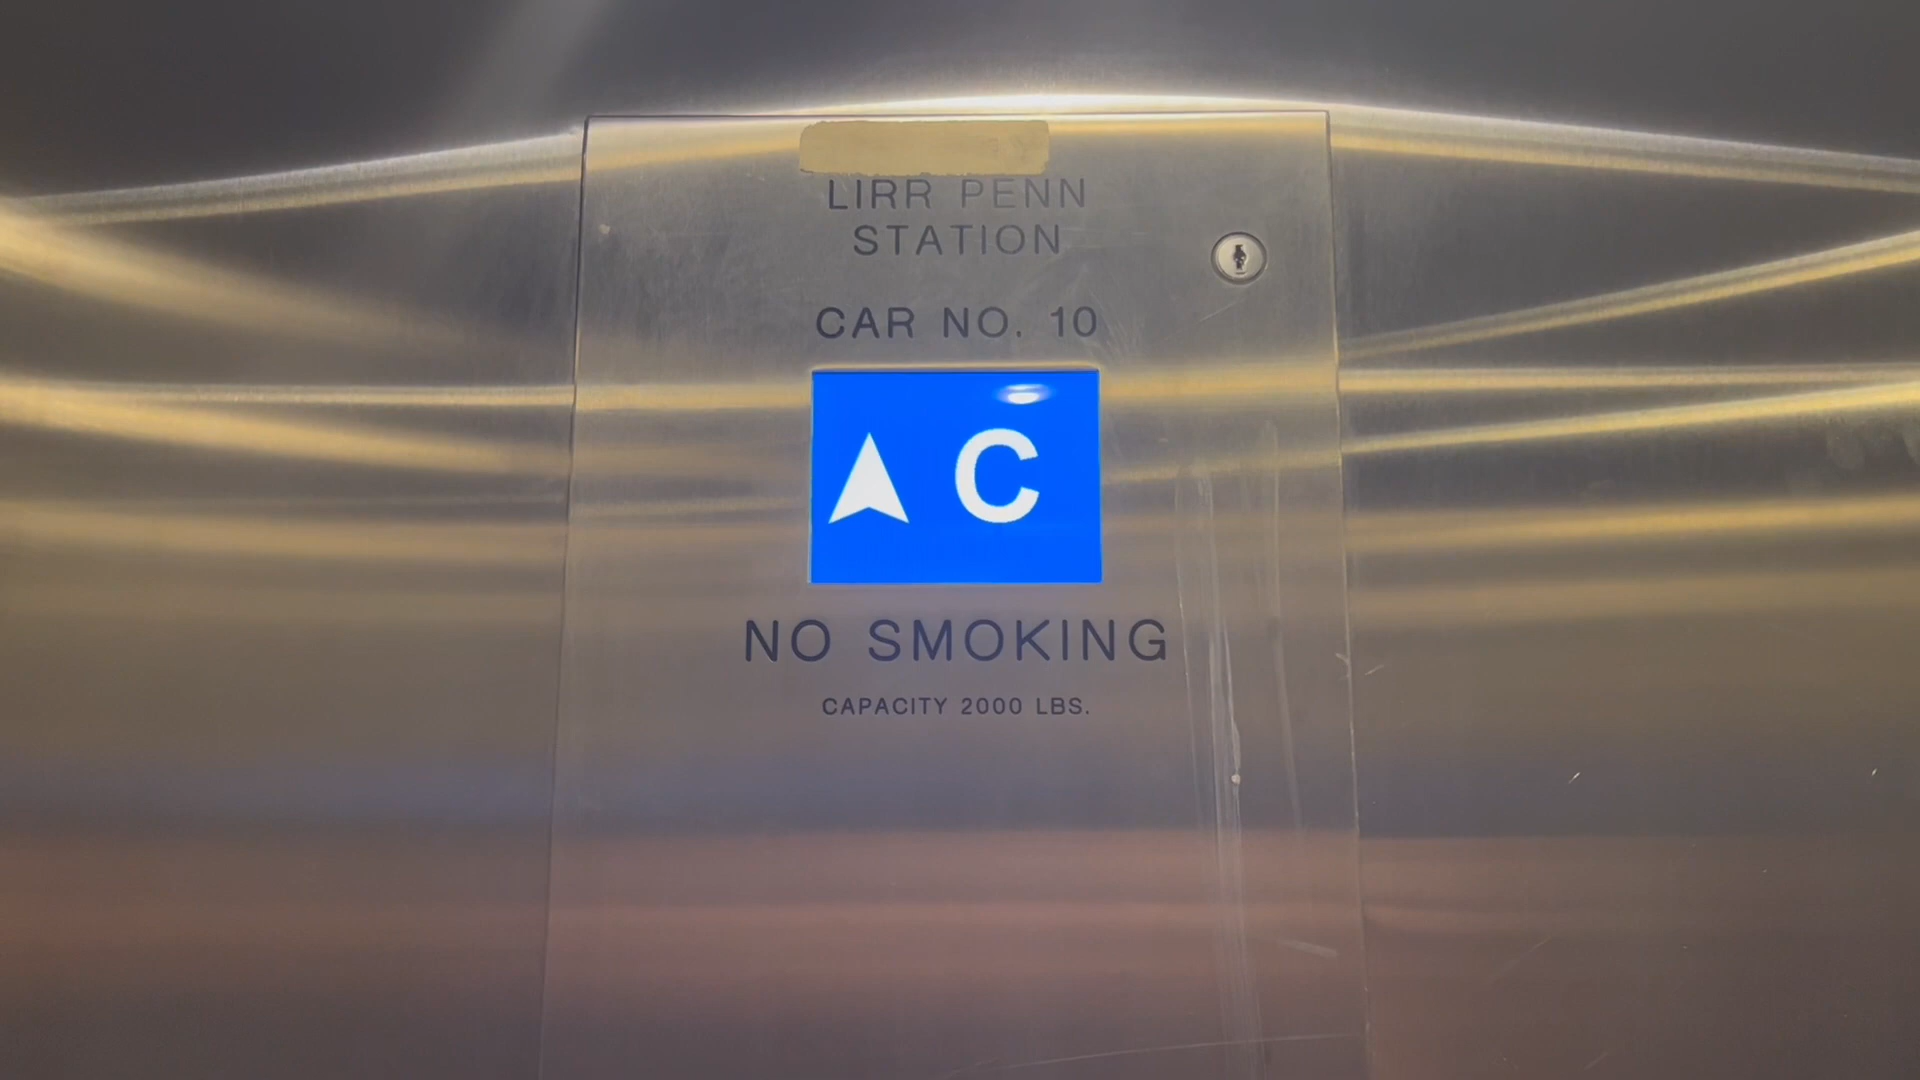 LIRR PENN
STATION
CAR NO. 10
C
NO SMOKING
CAPACITY 2000 LBS.